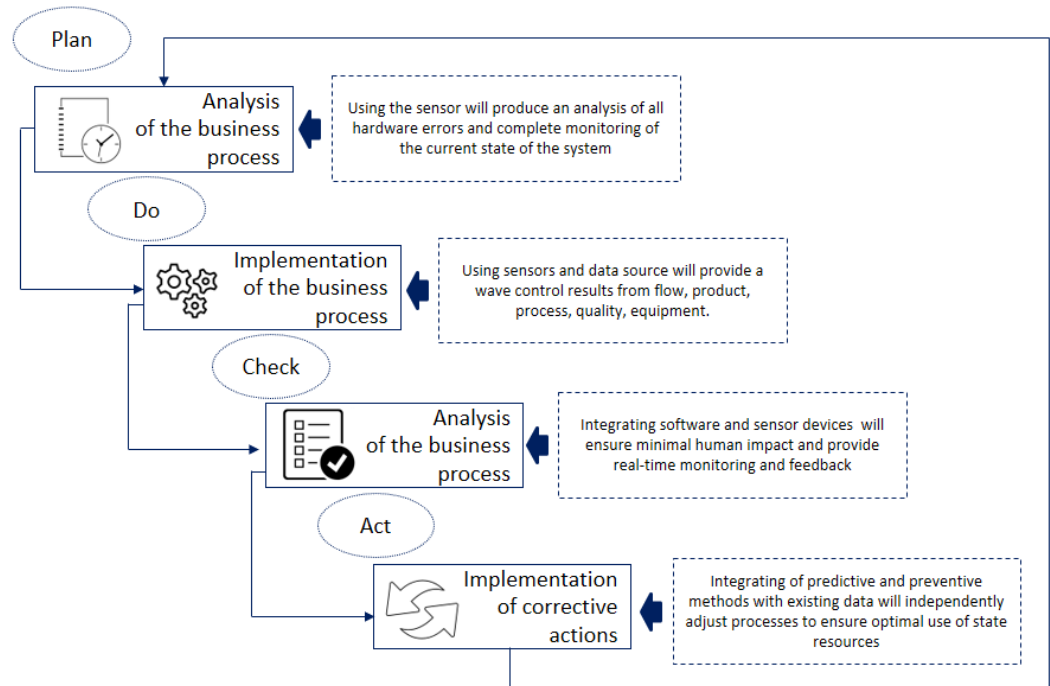 Plan
Analysis
of the business
process
Using the sensor will produce an analysis of all
hardware errors and complete monitoring of
the current state of the system
Do
Implementation
of the business
process
Using sensors and data source will provide a
wave control results from flow, product,
process, quality, equipment.
Check
Analysis
of the business
process
Integrating software and sensor devices will
ensure minimal human impact and provide
real-time monitoring and feedback
Act
Implementation
of corrective
actions
Integrating of predictive and preventive
methods with existing data will independently
adjust processes to ensure optimal use of state
resources